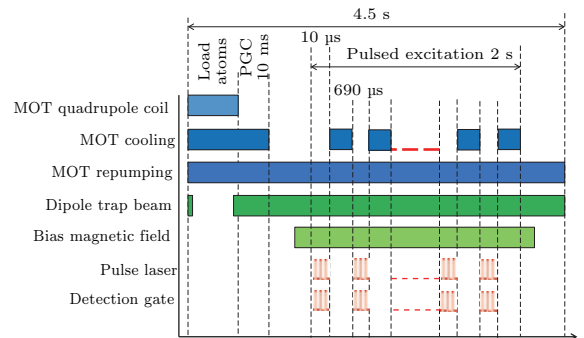 4.5 s
10 µs
Pulsed excitation 2 s
Load
atoms
PGC
10 ms
690 µs
MOT quadrupole coil
MOT cooling
MOT repumping
Dipole trap beam
Bias magnetic field
Pulse laser
Detection gate